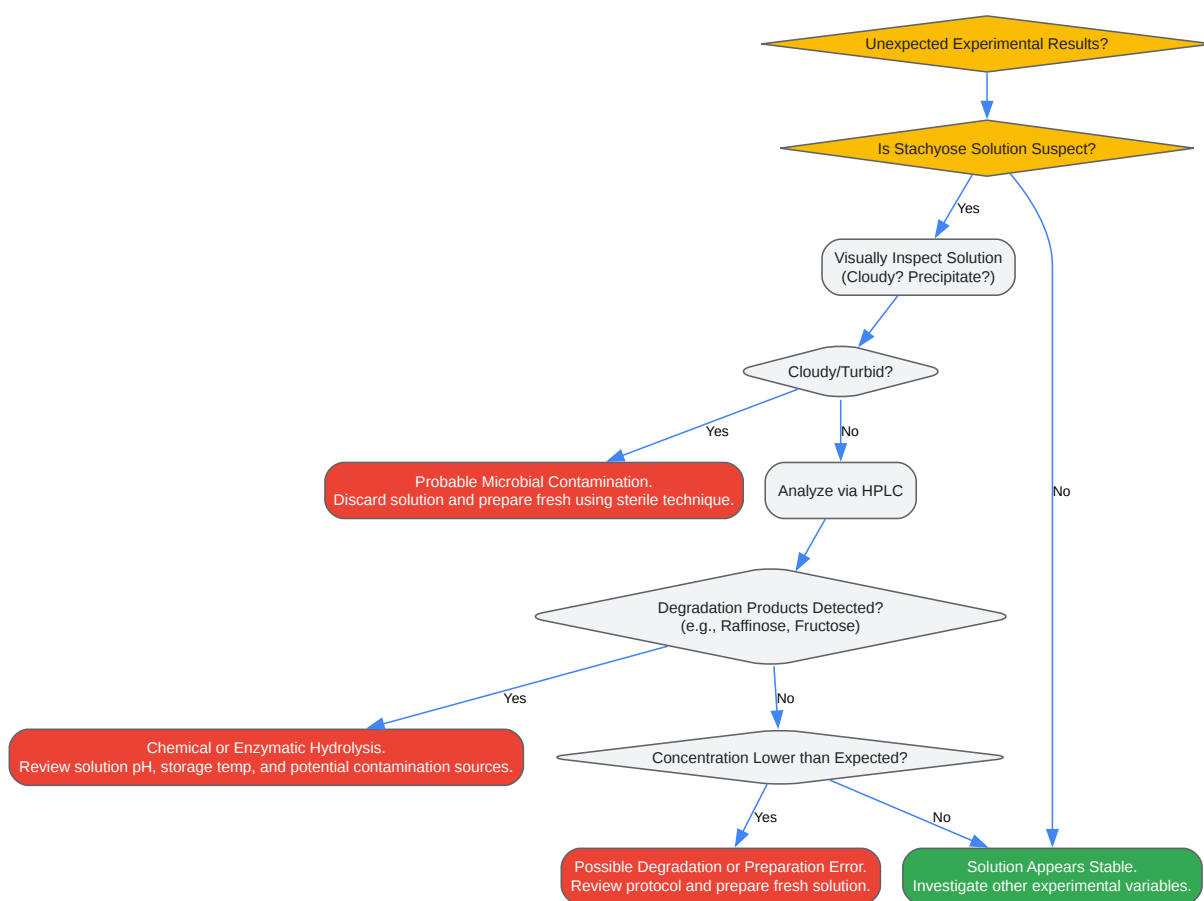 Unexpected Experimental Results?
Is Stachyose Solution Suspect?
Yes
Visually Inspect Solution
(Cloudy? Precipitate?)
Cloudy/Turbid?
Yes
No
Probable Microbial Contamination.
Discard solution and prepare fresh using sterile technique.
Analyze via HPLC
No
Degradation Products Detected?
(e.g., Raffinose, Fructose)
Yes
No
Chemical or Enzymatic Hydrolysis.
Review solution pH, storage temp, and potential contamination sources.
Concentration Lower than Expected?
Yes
No
Possible Degradation or Preparation Error.
Review protocol and prepare fresh solution.
Solution Appears Stable.
Investigate other experimental variables.